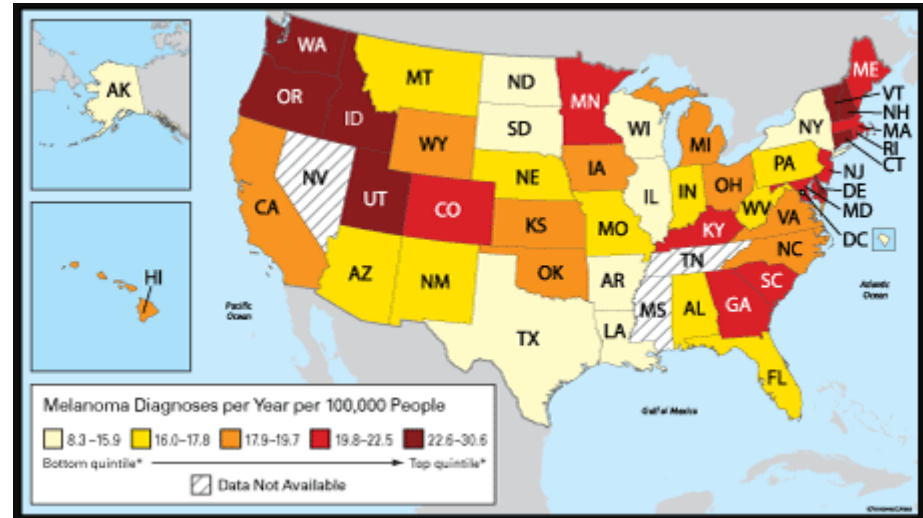 AK
HI
WA
OR
ID
MT
ND
MN
SD
WI
WY
NV
UT
CO
CA
NE
IA
IL
IN
MI
OH
PA
NY
ME
VT
NH
MA
RI
CT
NJ
DE
MD
DC
WV
VA
KY
NC
TN
SC
KS
MO
AZ
NM
OK
AR
TX
LA
MS
AL
GA
FL
Pacific
Ocean
Atlantic
Ocean
Gulf of Mexico
Melanoma Diagnoses per Year per 100,000 People
8.3–15.9 16.0–17.8 17.9–19.7 19.8–22.5 22.6–30.6
Bottom quintile* Top quintile*
Data Not Available